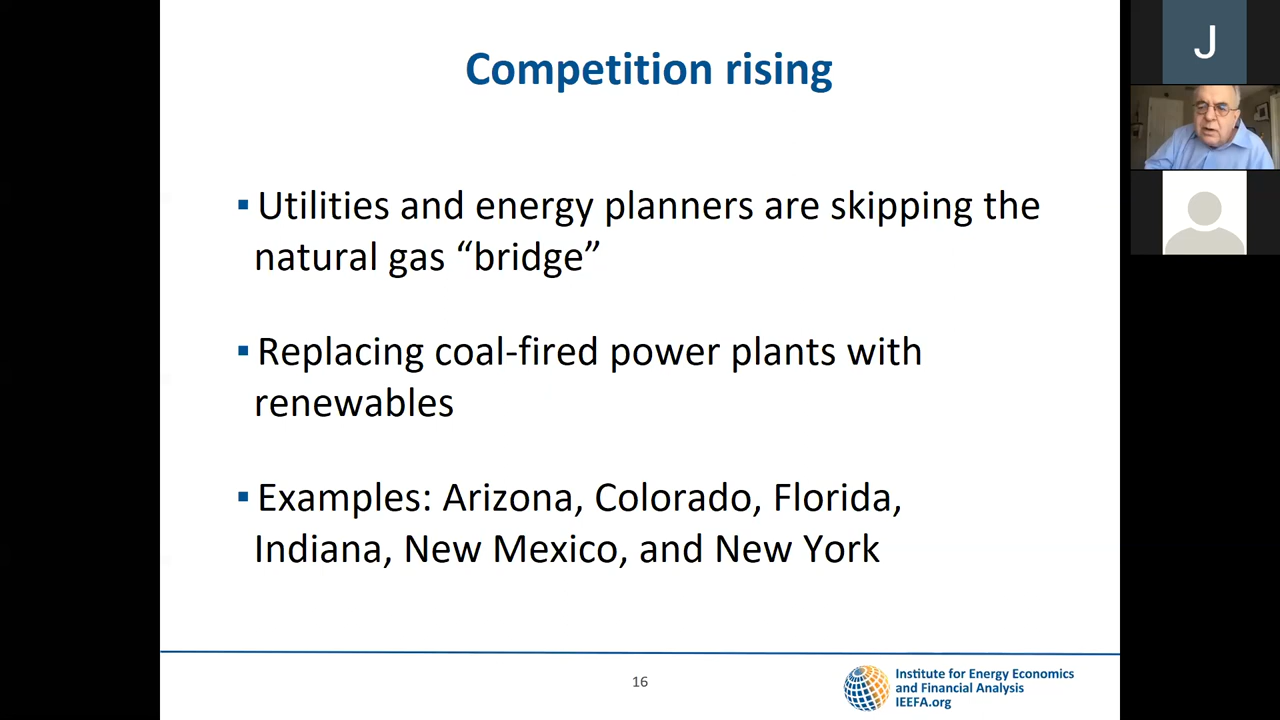 Competition rising
▪ Utilities and energy planners are skipping the
natural gas “bridge”
▪ Replacing coal-fired power plants with
renewables
▪ Examples: Arizona, Colorado, Florida,
Indiana, New Mexico, and New York
16
Institute for Energy Economics
and Financial Analysis
IEEFA.org
J